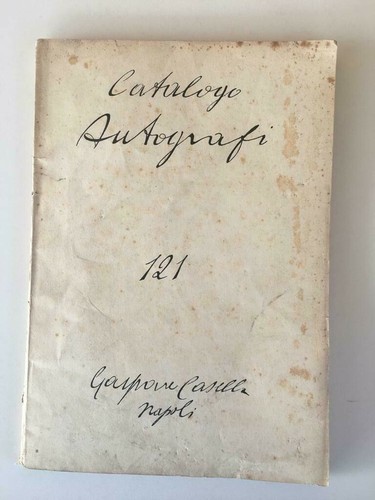 Catalogo
Autografi
121
Gaspare Casella
Napoli